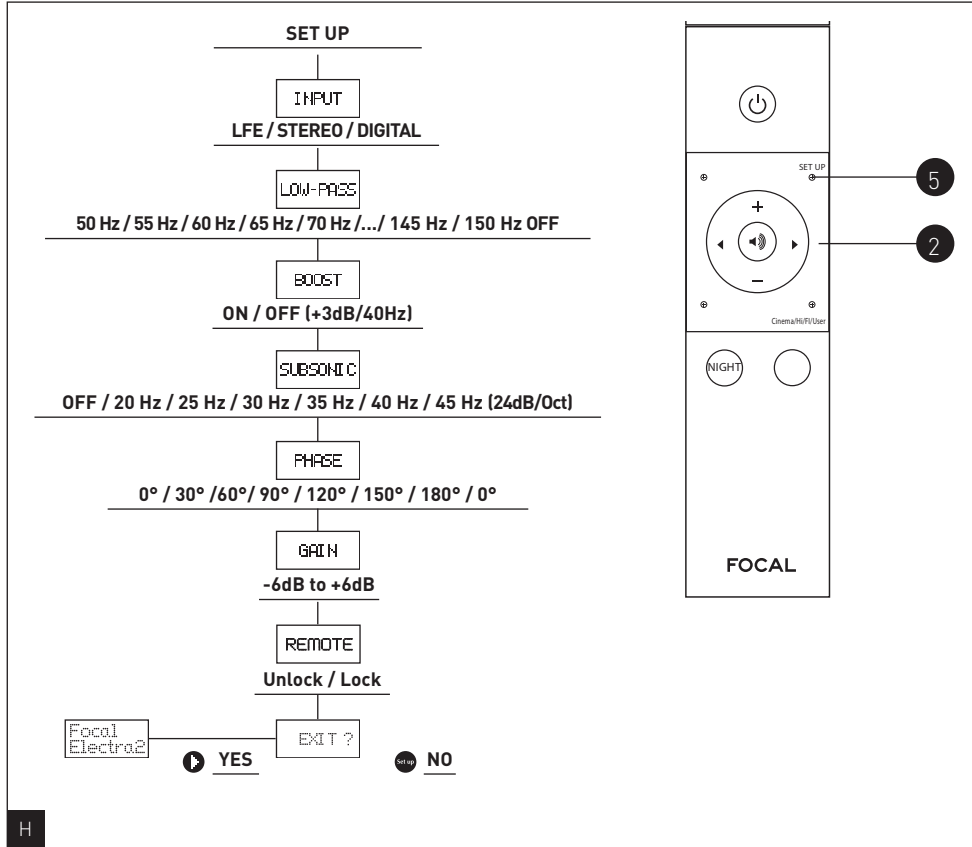 SET UP
INPUT
LFE / STEREO / DIGITAL
LOW-PASS
50 Hz / 55 Hz / 60 Hz / 65 Hz / 70 Hz /.../ 145 Hz / 150 Hz OFF
BOOST
ON / OFF (+3dB/40Hz)
SUBSONIC
OFF / 20 Hz / 25 Hz / 30 Hz / 35 Hz / 40 Hz / 45 Hz (24dB/Oct)
PHASE
0° / 30° /60°/ 90° / 120° / 150° / 180° / 0°
GAIN
-6dB to +6dB
REMOTE
Unlock / Lock
EXIT ?
Focal
Electra2
YES
Set up NO
SET UP
5
+
2
−
Cinema/Hi/FI/User
NIGHT
FOCAL
H